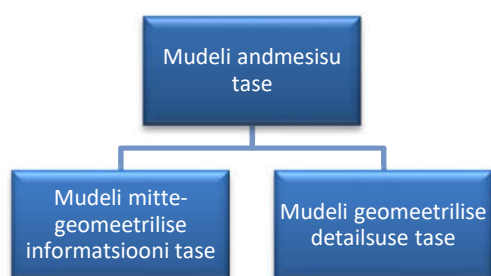 Mudeli andmesisu
tase
Mudeli mitte-
geomeetrilise
informatsiooni tase
Mudeli geomeetrilise
detailsuse tase